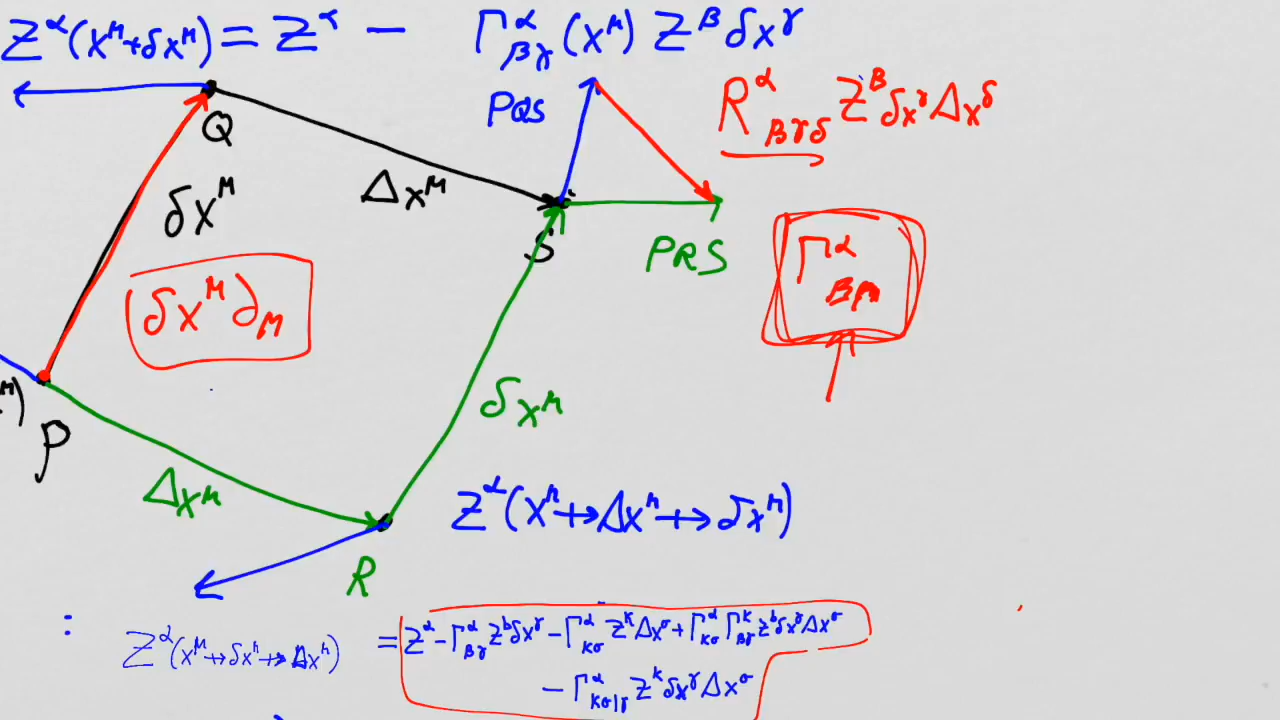 Z^α(x^μ+δx^μ) = Z^α − Γ^α_βγ(x^μ) Z^β δx^γ
Q
PQS
R^α_βγδ Z^β δx^γ Δx^δ
δx^μ
Δx^μ
S
PRS
Γ^α_βμ
δx^μ ∂_μ
μ)
P
δx^μ
Δx^μ
R
Z^α(x^μ→Δx^μ→δx^μ)
:
Z^α(x^μ→δx^μ→Δx^μ) = Z^α − Γ^α_βγ Z^β δx^γ − Γ^α_κσ Z^κ Δx^σ + Γ^α_κσ Γ^κ_βγ Z^β δx^γ Δx^σ
− Γ^α_κσ|γ Z^κ δx^γ Δx^σ